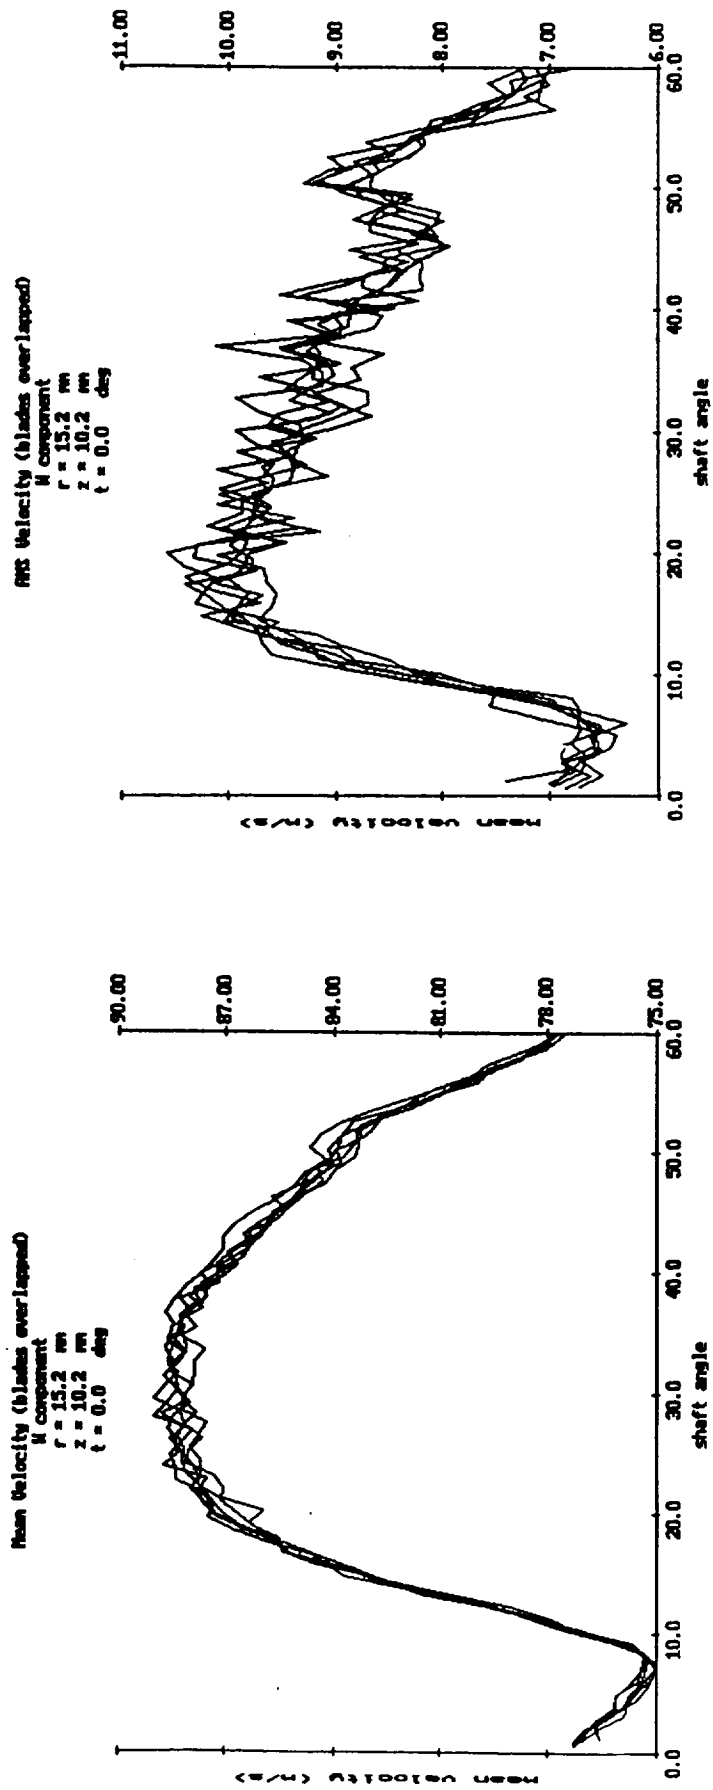 Mean Velocity (blades overlapped)
W component
r = 15.2 mm
z = 10.2 mm
t = 0.0 deg
Mean velocity (m/s)
90.00
87.00
84.00
81.00
78.00
75.00
0.0 10.0 20.0 30.0 40.0 50.0 60.0
shaft angle
RMS Velocity (blades overlapped)
W component
r = 15.2 mm
z = 10.2 mm
t = 0.0 deg
Mean velocity (m/s)
11.00
10.00
9.00
8.00
7.00
6.00
0.0 10.0 20.0 30.0 40.0 50.0 60.0
shaft angle